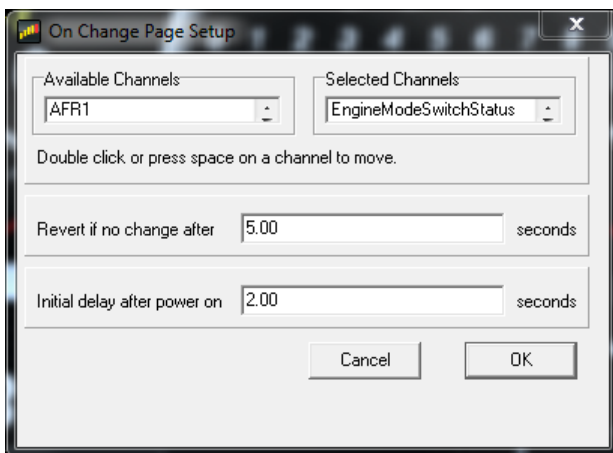 On Change Page Setup
Available Channels
Selected Channels
AFR1
EngineModeSwitchStatus
Double click or press space on a channel to move.
Revert if no change after 5.00 seconds
Initial delay after power on 2.00 seconds
Cancel OK